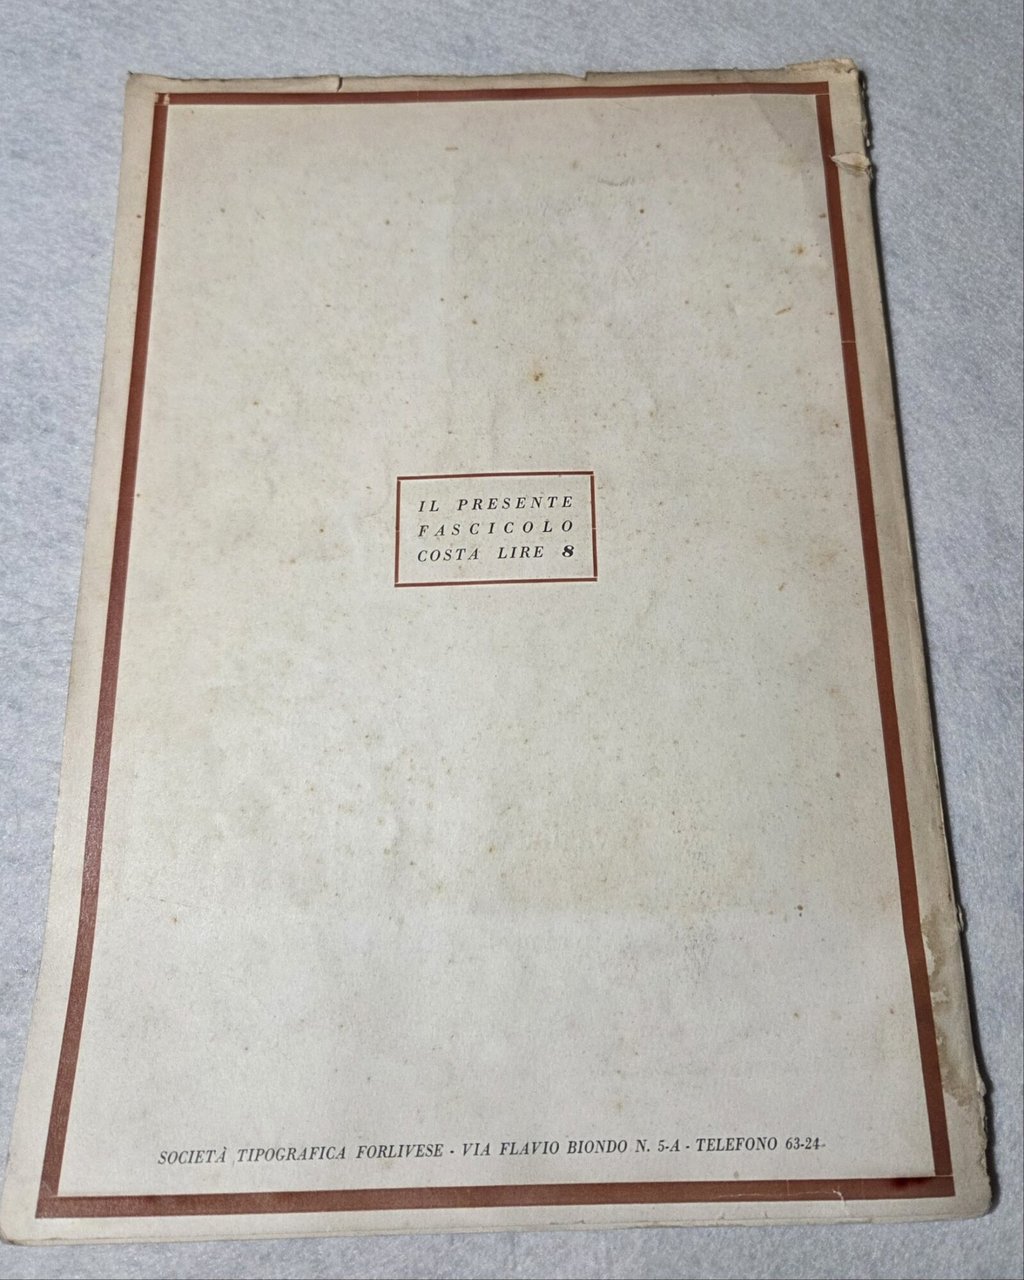 IL PRESENTE
FASCICOLO
COSTA LIRE 8
SOCIETÀ TIPOGRAFICA FORLIVESE - VIA FLAVIO BIONDO N. 5-A - TELEFONO 63-24